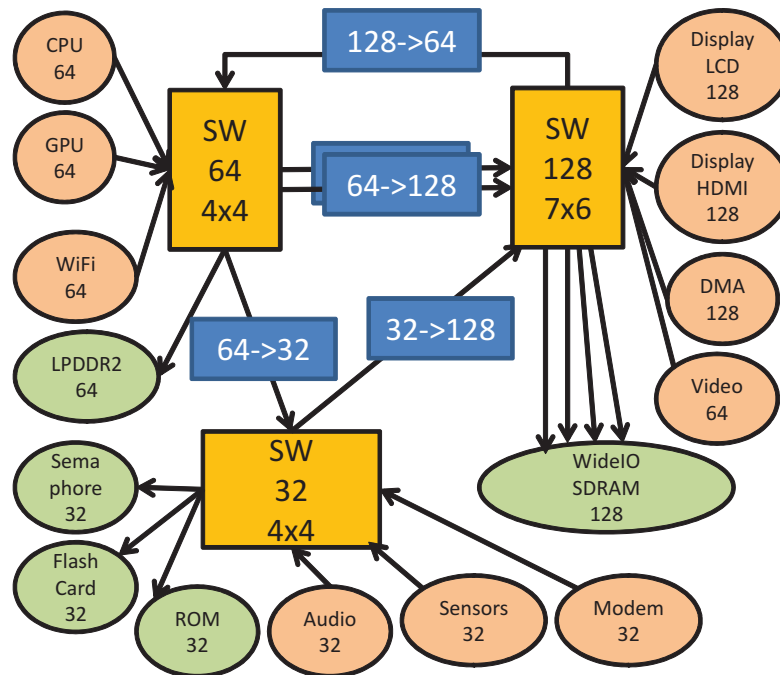 CPU
64
128->64
Display
LCD
128
SW
64
4x4
SW
128
7x6
GPU
64
64->128
Display
HDMI
128
WiFi
64
DMA
128
LPDDR2
64
64->32
32->128
Video
64
Sema
phore
32
SW
32
4x4
WideIO
SDRAM
128
Flash
Card
32
ROM
32
Audio
32
Sensors
32
Modem
32